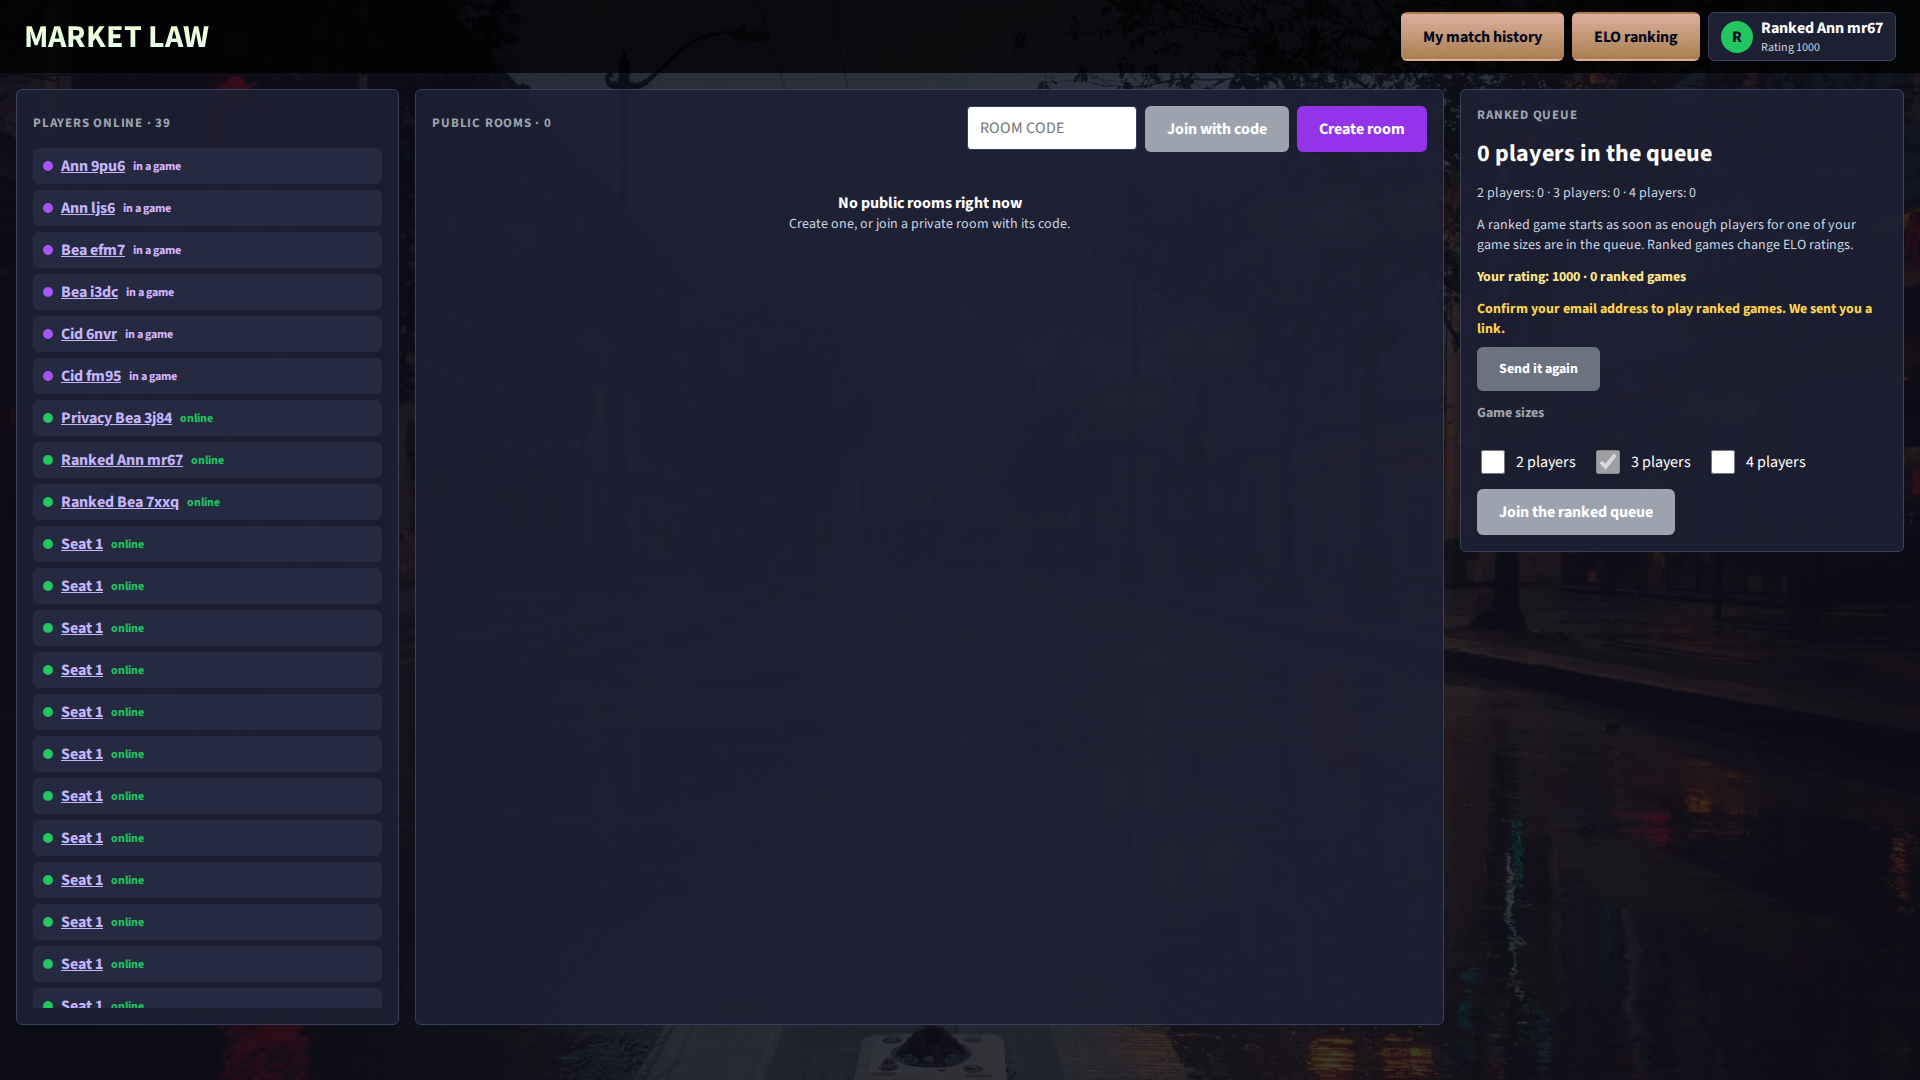 MARKET LAW
My match history
ELO ranking
R
Ranked Ann mr67
Rating 1000
PLAYERS ONLINE · 39
Ann 9pu6 in a game
Ann ljs6 in a game
Bea efm7 in a game
Bea i3dc in a game
Cid 6nvr in a game
Cid fm95 in a game
Privacy Bea 3j84 online
Ranked Ann mr67 online
Ranked Bea 7xxq online
Seat 1 online
Seat 1 online
Seat 1 online
Seat 1 online
Seat 1 online
Seat 1 online
Seat 1 online
Seat 1 online
Seat 1 online
Seat 1 online
Seat 1 online
Seat 1 online
PUBLIC ROOMS · 0
ROOM CODE
Join with code
Create room
No public rooms right now
Create one, or join a private room with its code.
RANKED QUEUE
0 players in the queue
2 players: 0 · 3 players: 0 · 4 players: 0
A ranked game starts as soon as enough players for one of your
game sizes are in the queue. Ranked games change ELO ratings.
Your rating: 1000 · 0 ranked games
Confirm your email address to play ranked games. We sent you a
link.
Send it again
Game sizes
2 players
3 players
4 players
Join the ranked queue